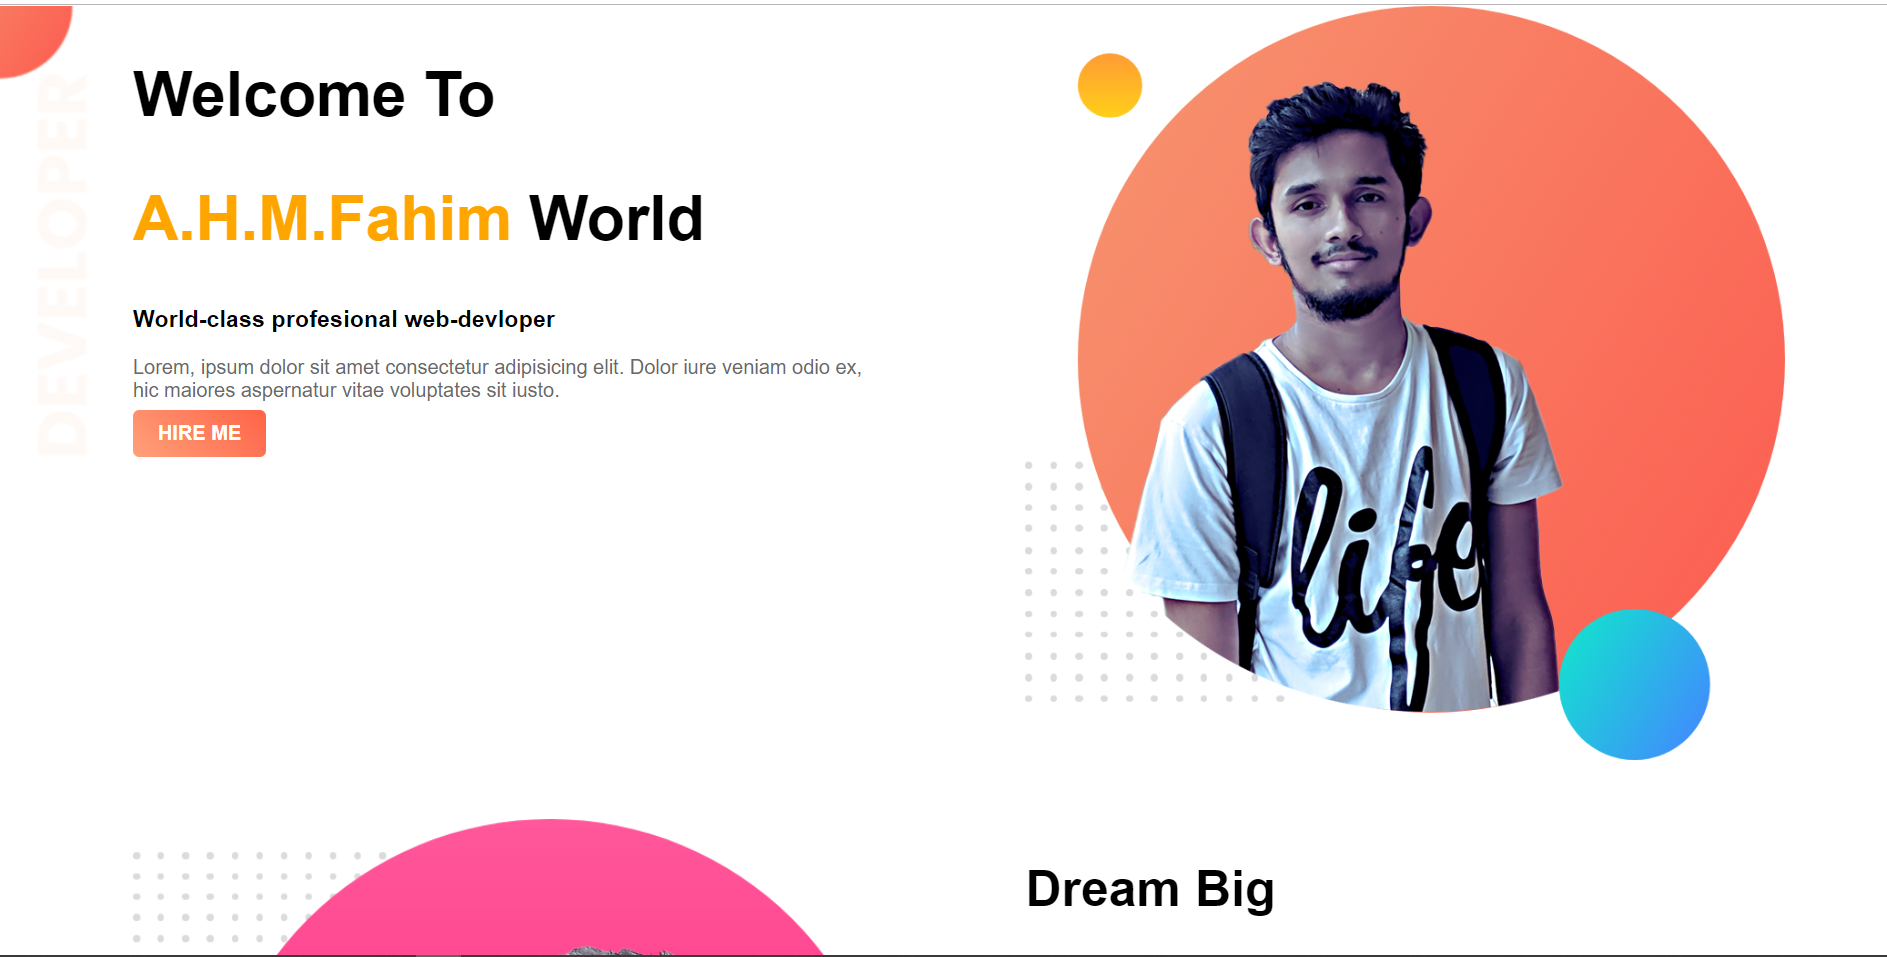 DEVELOPER
Welcome To
A.H.M.Fahim World
World-class profesional web-devloper
Lorem, ipsum dolor sit amet consectetur adipisicing elit. Dolor iure veniam odio ex,
hic maiores aspernatur vitae voluptates sit iusto.
HIRE ME
life
Dream Big